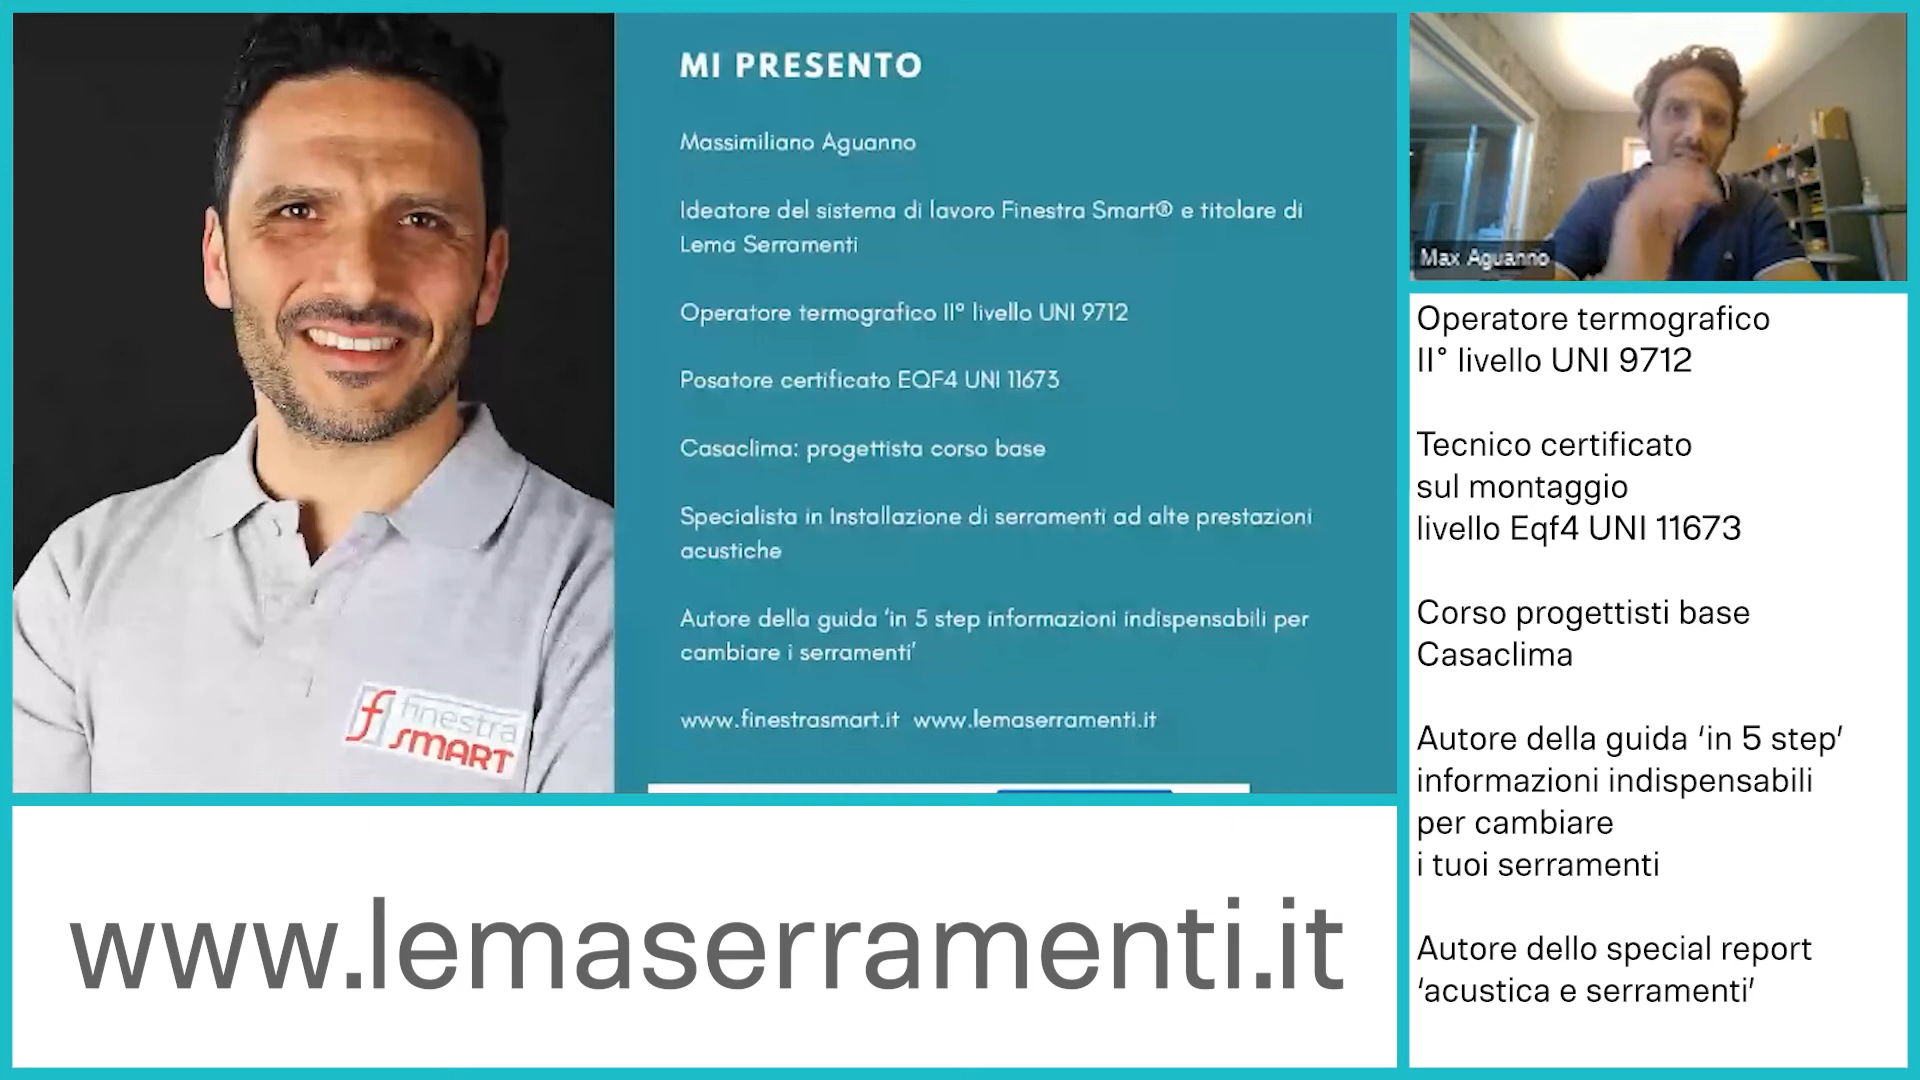 MI PRESENTO
Massimiliano Aguanno
Ideatore del sistema di lavoro Finestra Smart® e titolare di
Lema Serramenti
Operatore termografico II° livello UNI 9712
Posatore certificato EQF4 UNI 11673
Casaclima: progettista corso base
Specialista in Installazione di serramenti ad alte prestazioni
acustiche
Autore della guida ‘in 5 step informazioni indispensabili per
cambiare i serramenti’
www.finestrasmart.it www.lemaserramenti.it
finestra
SMART
Max Aguanno
Operatore termografico
II° livello UNI 9712
Tecnico certificato
sul montaggio
livello Eqf4 UNI 11673
Corso progettisti base
Casaclima
Autore della guida ‘in 5 step’
informazioni indispensabili
per cambiare
i tuoi serramenti
Autore dello special report
‘acustica e serramenti’
www.lemaserramenti.it